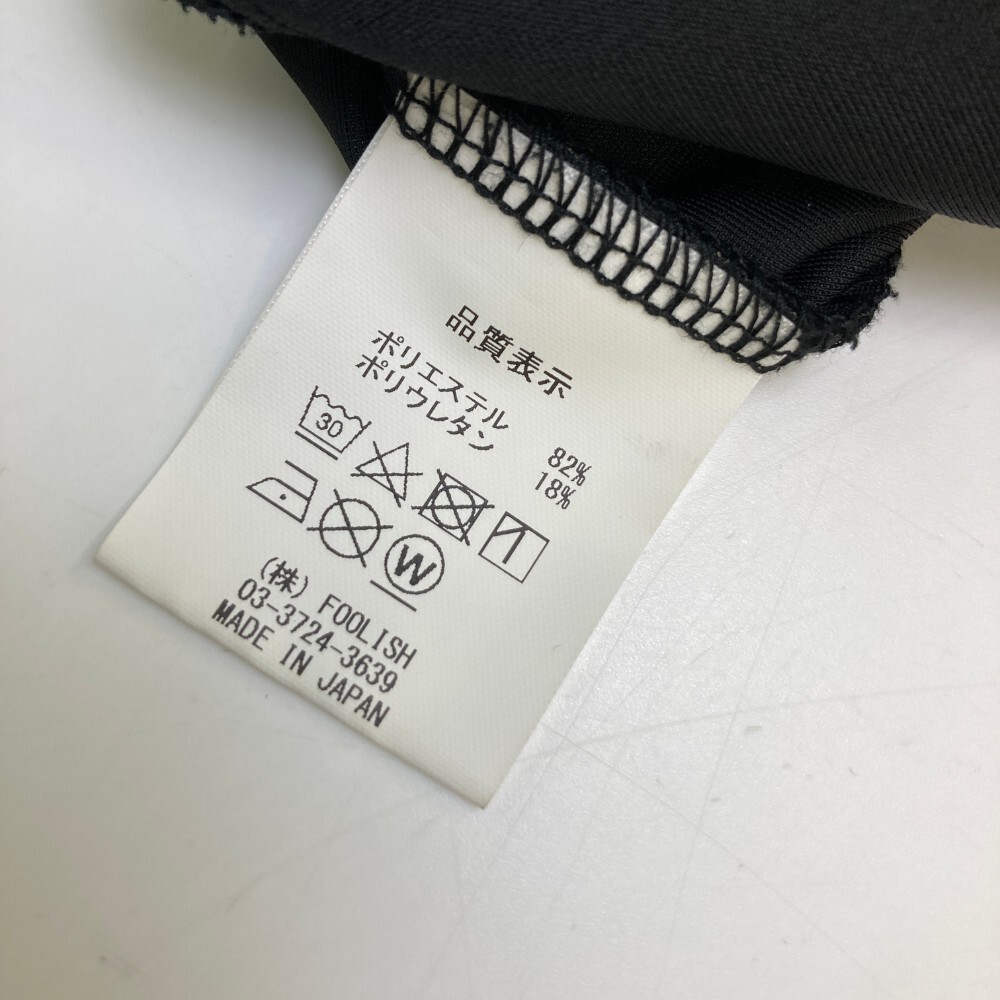 品質表示
ポリエステル 82%
ポリウレタン 18%
30
W
(株) FOOLISH
03-3724-3639
MADE IN JAPAN